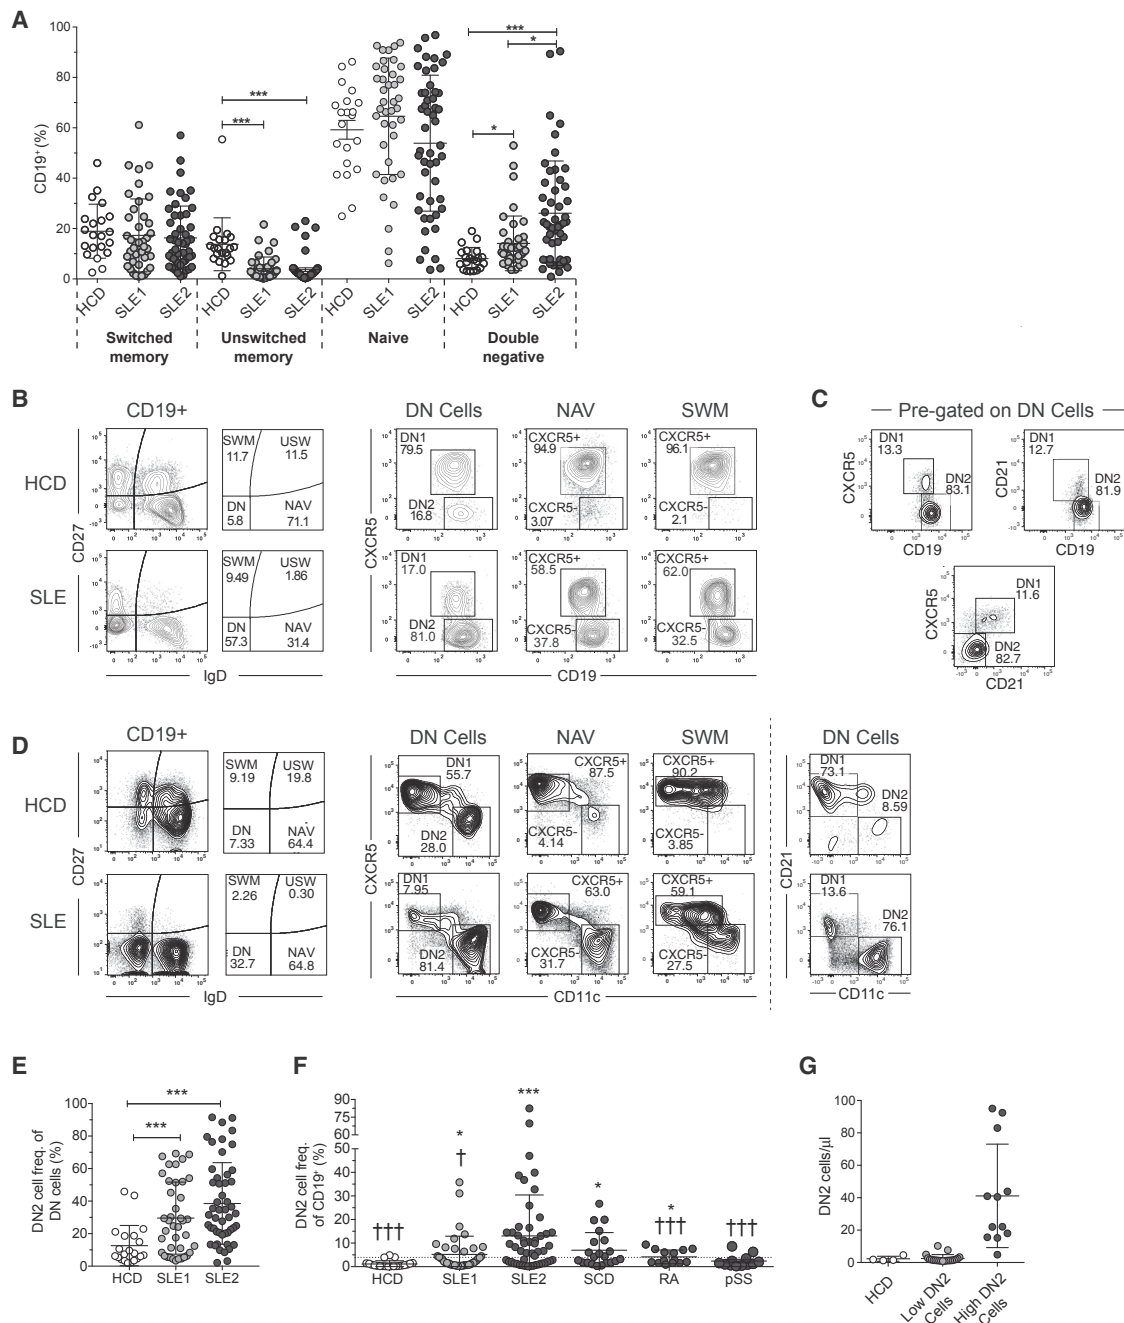 A
CD19+ (%)
100
80
60
40
20
0
*** *
***
***
*
HCD SLE1 SLE2 HCD SLE1 SLE2 HCD SLE1 SLE2 HCD SLE1 SLE2
Switched memory
Unswitched memory
Naive
Double negative
B
CD19+
HCD
SWM 11.7
USW 11.5
DN 5.8
NAV 71.1
SLE
SWM 9.49
USW 1.86
DN 57.3
NAV 31.4
CD27
IgD
DN Cells NAV SWM
DN1 79.5
DN2 16.8
CXCR5+ 94.9
CXCR5- 3.07
CXCR5+ 96.1
CXCR5- 2.1
DN1 17.0
DN2 81.0
CXCR5+ 58.5
CXCR5- 37.8
CXCR5+ 62.0
CXCR5- 32.5
CXCR5
CD19
C
Pre-gated on DN Cells
DN1 13.3
DN2 83.1
CXCR5
CD19
DN1 12.7
DN2 81.9
CD21
CD19
DN1 11.6
DN2 82.7
CXCR5
CD21
D
CD19+
HCD
SWM 9.19
USW 19.8
DN 7.33
NAV 64.4
SLE
SWM 2.26
USW 0.30
DN 32.7
NAV 64.8
CD27
IgD
DN Cells NAV SWM DN Cells
DN1 55.7
DN2 28.0
CXCR5+ 87.5
CXCR5- 4.14
CXCR5+ 90.2
CXCR5- 3.85
DN1 73.1
DN2 8.59
DN1 7.95
DN2 81.4
CXCR5+ 63.0
CXCR5- 31.7
CXCR5+ 59.1
CXCR5- 27.5
DN1 13.6
DN2 76.1
CXCR5
CD11c
CD21
CD11c
E
DN2 cell freq. of DN cells (%)
100
80
60
40
20
0
***
***
HCD SLE1 SLE2
F
DN2 cell freq. of CD19+ (%)
90
60
50
40
30
20
10
0
††† * † *** * * ††† †††
HCD SLE1 SLE2 SCD RA pSS
G
DN2 cells/µl
100
80
60
40
20
0
HCD
Low DN2 Cells
High DN2 Cells